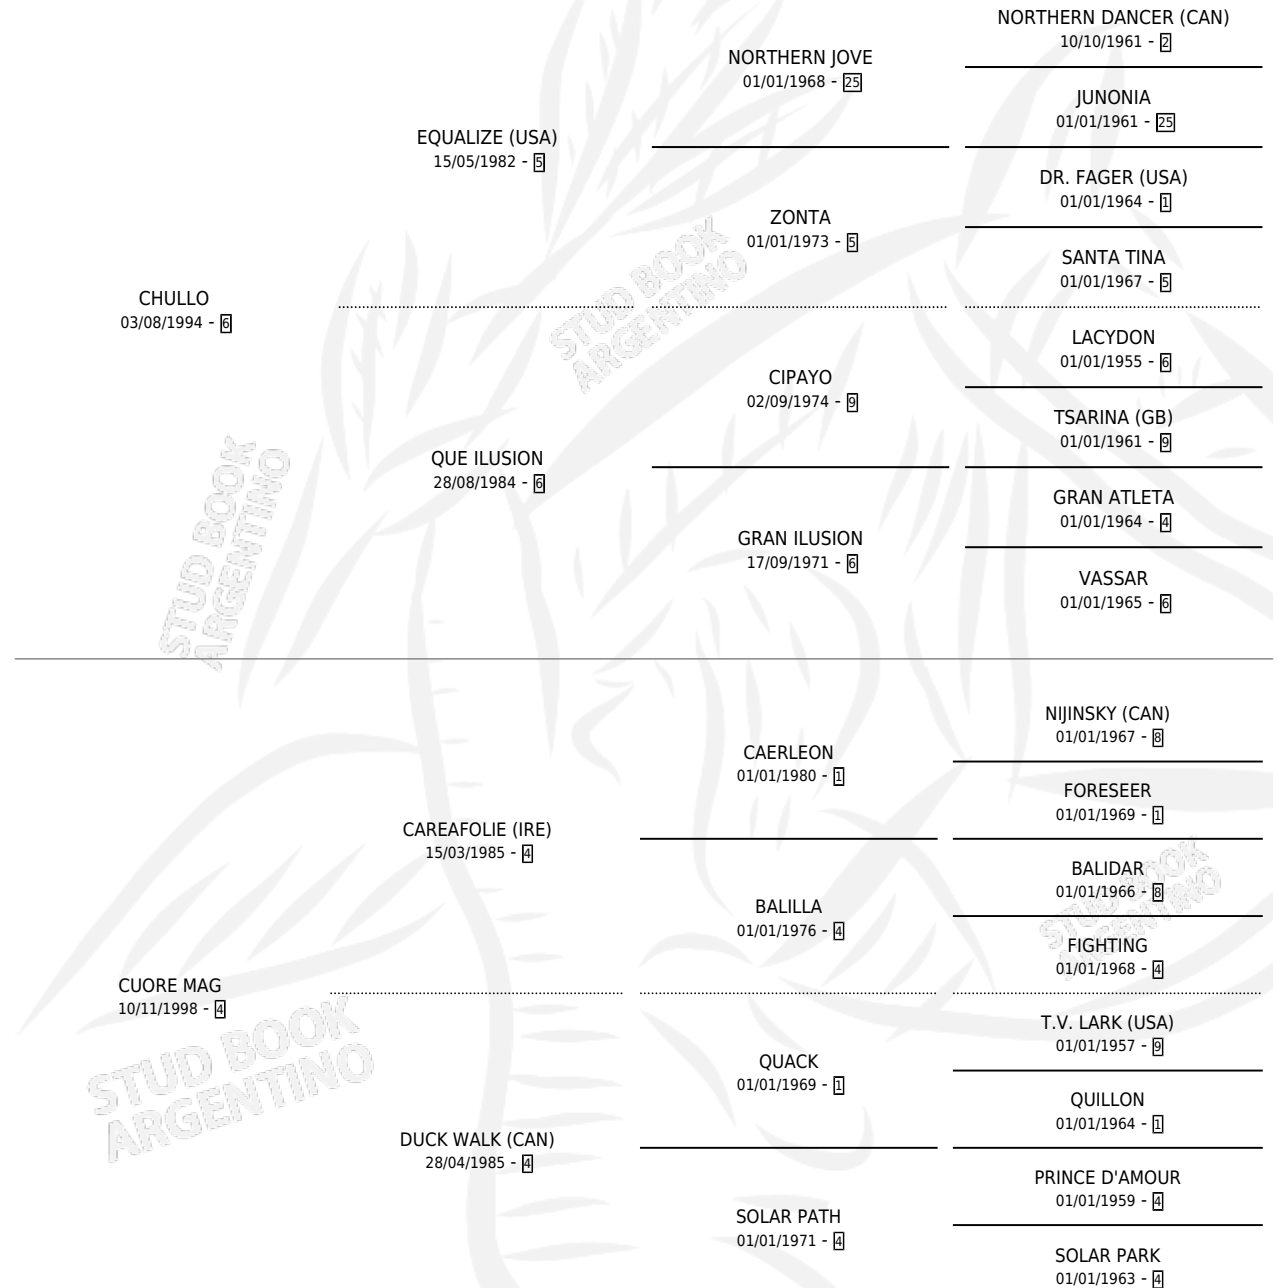 NORTHERN DANCER (CAN)
10/10/1961 - 2
NORTHERN JOVE
01/01/1968 - 25
JUNONIA
01/01/1961 - 25
EQUALIZE (USA)
15/05/1982 - 5
DR. FAGER (USA)
01/01/1964 - 1
ZONTA
01/01/1973 - 5
SANTA TINA
01/01/1967 - 5
STUD BOOK
ARGENTINO
CHULLO
03/08/1994 - 6
LACYDON
01/01/1955 - 6
CIPAYO
02/09/1974 - 9
TSARINA (GB)
01/01/1961 - 9
QUE ILUSION
28/08/1984 - 6
GRAN ATLETA
01/01/1964 - 4
GRAN ILUSION
17/09/1971 - 6
VASSAR
01/01/1965 - 6
STUD BOOK
ARGENTINO
NIJINSKY (CAN)
01/01/1967 - 8
CAERLEON
01/01/1980 - 1
FORESEER
01/01/1969 - 1
CAREAFOLIE (IRE)
15/03/1985 - 4
BALIDAR
01/01/1966 - 8
BALILLA
01/01/1976 - 4
STUD BOOK
ARGENTINO
FIGHTING
01/01/1968 - 4
CUORE MAG
10/11/1998 - 4
T.V. LARK (USA)
01/01/1957 - 9
QUACK
01/01/1969 - 1
STUD BOOK
ARGENTINO
QUILLON
01/01/1964 - 1
DUCK WALK (CAN)
28/04/1985 - 4
PRINCE D'AMOUR
01/01/1959 - 4
SOLAR PATH
01/01/1971 - 4
SOLAR PARK
01/01/1963 - 4